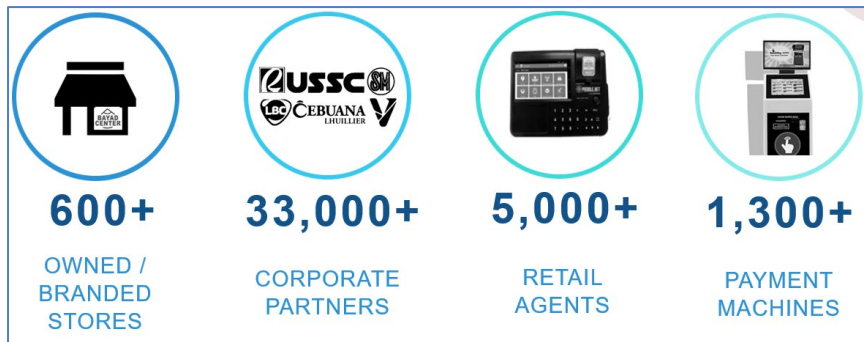 BAYAD
CENTER
USSC SM
LBC CEBUANA
LHUILLIER
600+
33,000+
5,000+
1,300+
OWNED /
BRANDED
STORES
CORPORATE
PARTNERS
RETAIL
AGENTS
PAYMENT
MACHINES